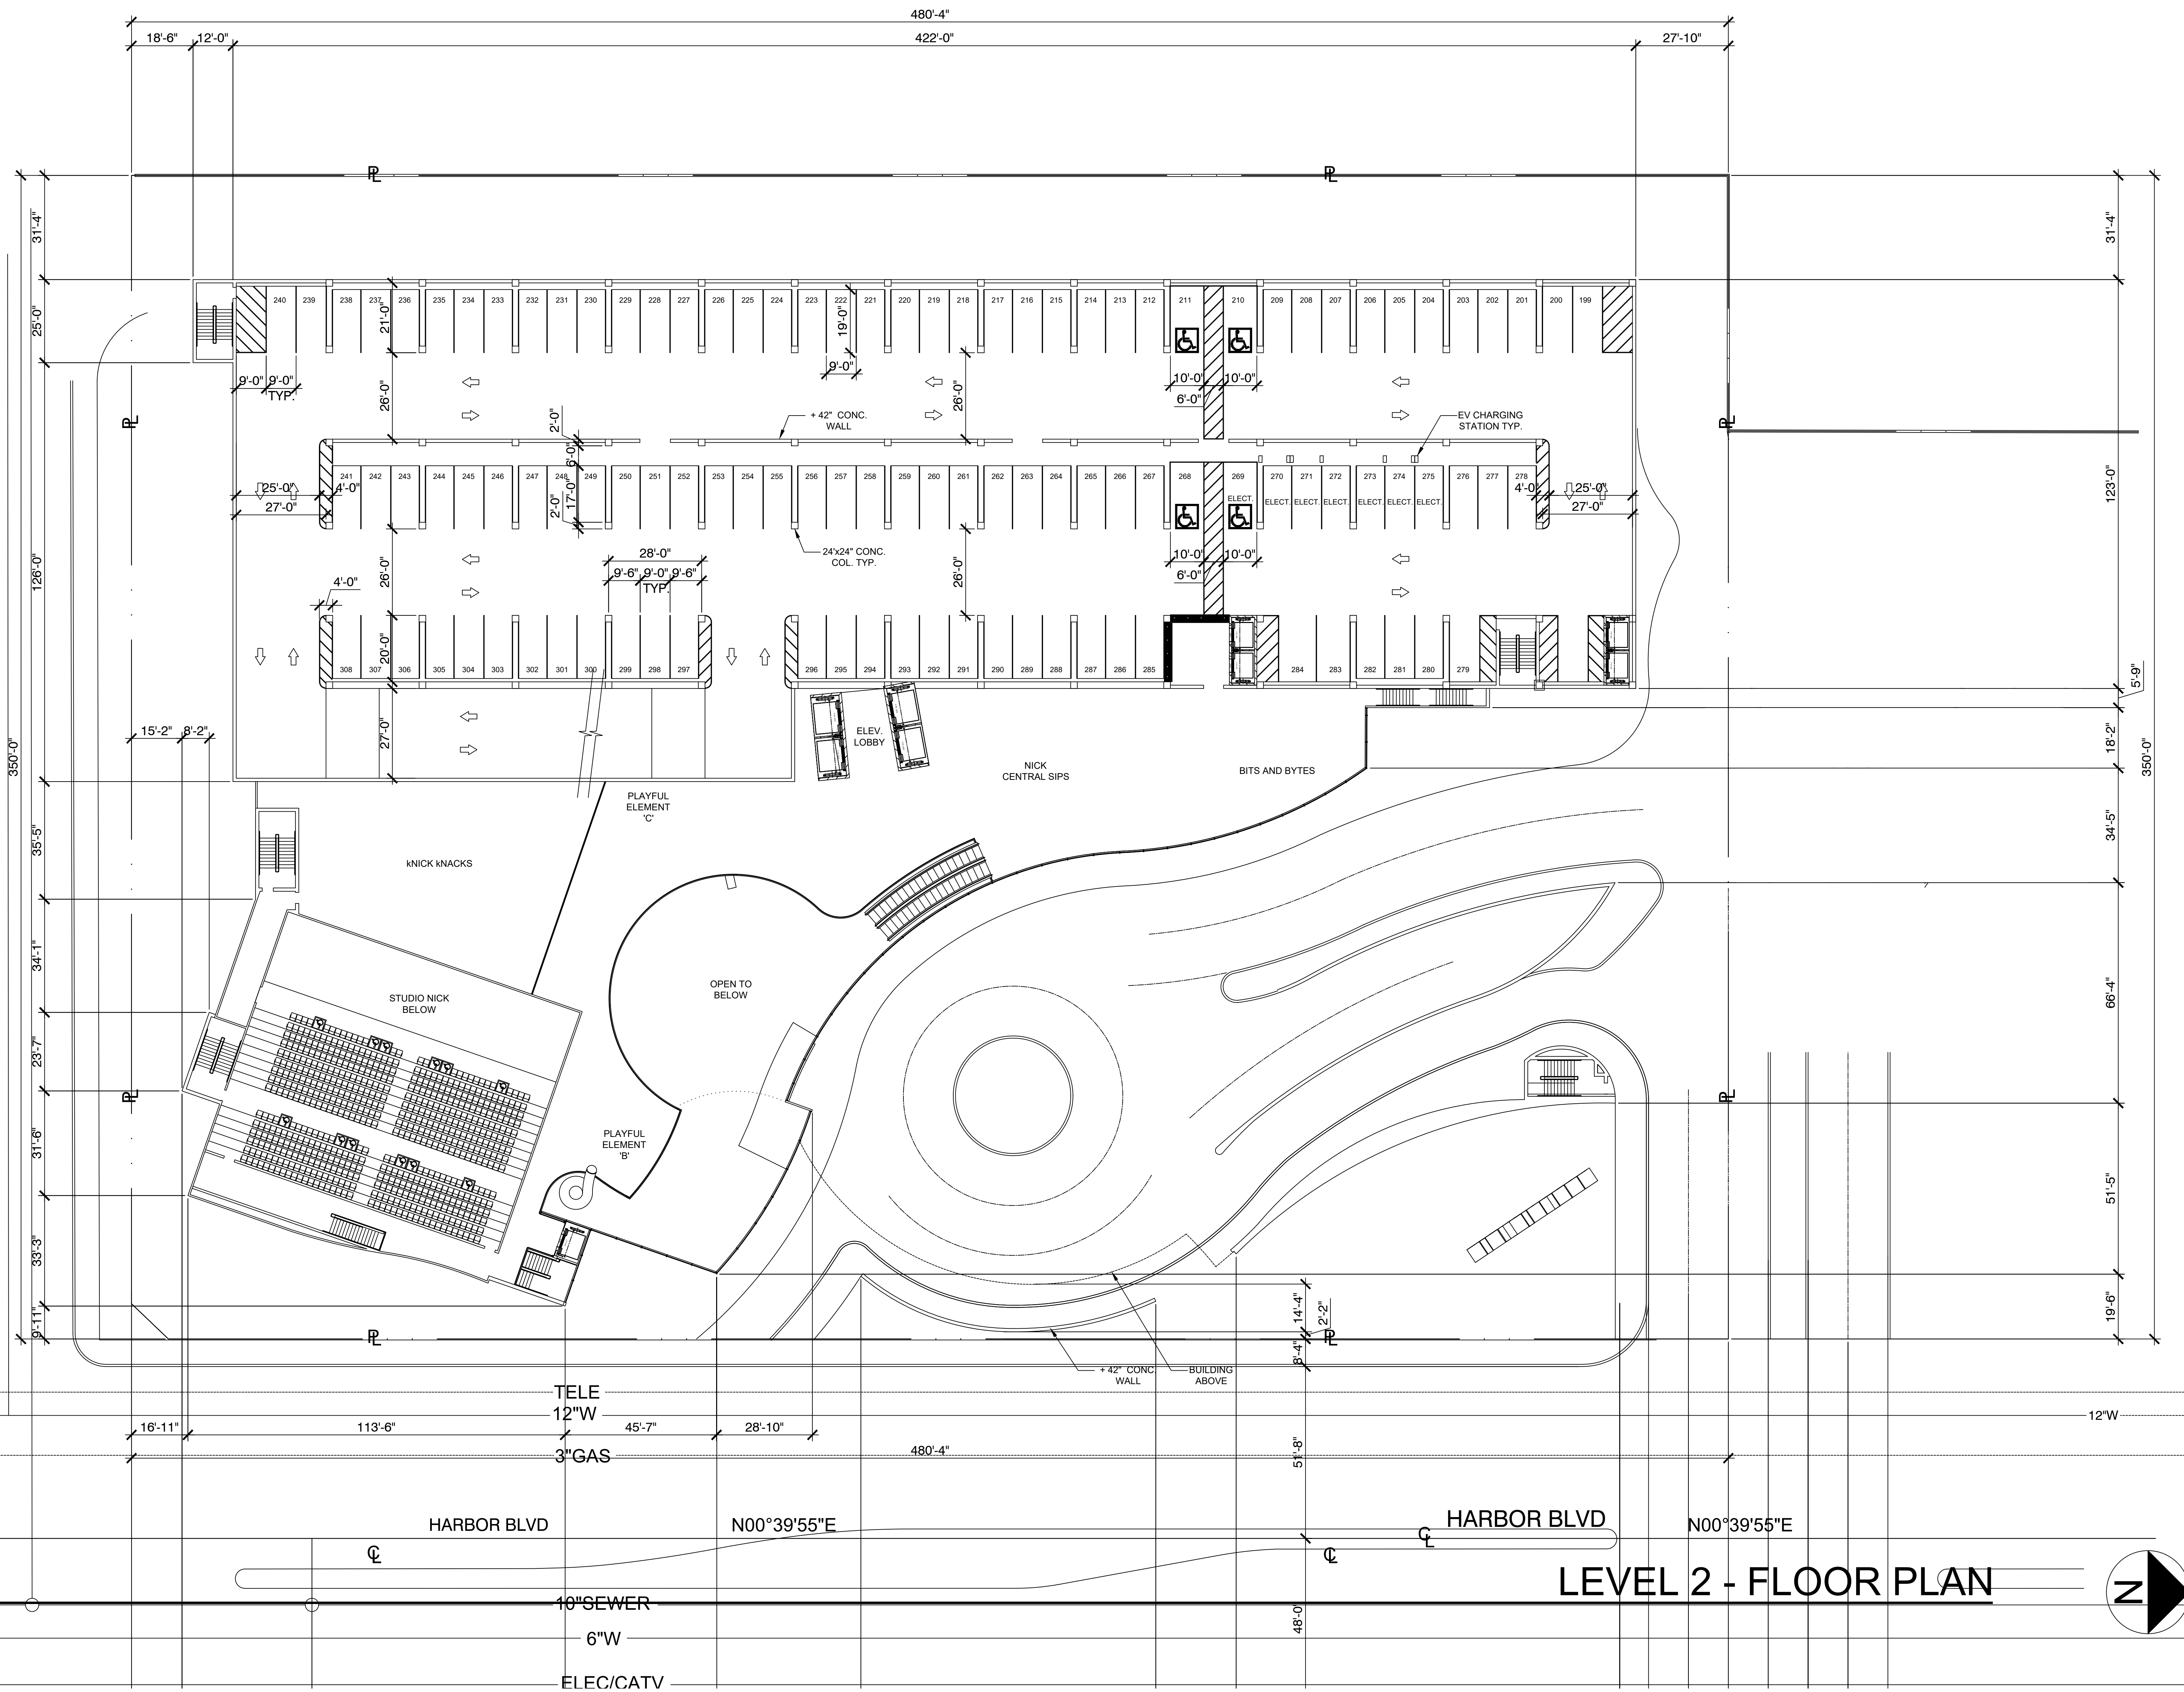 480'-4"
18'-6" 12'-0" 422'-0" 27'-10"
PL PL
31'-4" 31'-4"
240 239 238 237 236 235 234 233 232 231 230 229 228 227 226 225 224 223 222 221 220 219 218 217 216 215 214 213 212 211 210 209 208 207 206 205 204 203 202 201 200 199
25'-0" 21'-0" 19'-0"
9'-0" 9'-0" 9'-0" 10'-0" 10'-0"
TYP.
26'-0" 26'-0" 6'-0"
PL PL
2'-0" + 42" CONC. EV CHARGING
WALL STATION TYP.
6'-0"
241 242 243 244 245 246 247 248 249 250 251 252 253 254 255 256 257 258 259 260 261 262 263 264 265 266 267 268 269 270 271 272 273 274 275 276 277 278
25'-0" 4'-0" 4'-0" 25'-0"
ELECT. ELECT. ELECT. ELECT. ELECT. ELECT. ELECT.
123'-0"
27'-0" 2'-0" 17'-0" 27'-0"
28'-0" 24'x24" CONC. 10'-0" 10'-0"
COL. TYP.
126'-0" 4'-0" 26'-0" 9'-6" 9'-0" 9'-6" 26'-0" 6'-0"
TYP.
20'-0"
308 307 306 305 304 303 302 301 300 299 298 297 296 295 294 293 292 291 290 289 288 287 286 285 284 283 282 281 280 279
5'-9"
15'-2" 8'-2" 27'-0" ELEV.
LOBBY
18'-2"
350'-0" 350'-0"
NICK
CENTRAL SIPS
BITS AND BYTES
PLAYFUL
ELEMENT
'C'
35'-5" 34'-5"
kNICK kNACKS
34'-1"
STUDIO NICK
BELOW
OPEN TO
BELOW
66'-4"
23'-7"
PL PL
31'-6"
PLAYFUL
ELEMENT
'B'
51'-5"
33'-3"
14'-4" 2'-2" 19'-6"
9'-11" PL PL
8'-4"
+ 42" CONC.
WALL
BUILDING
ABOVE
TELE
12"W 12"W
16'-11" 113'-6" 45'-7" 28'-10"
3"GAS 480'-4" 51'-8"
HARBOR BLVD N00°39'55"E HARBOR BLVD N00°39'55"E
CL CL CL
LEVEL 2 - FLOOR PLAN
N
10"SEWER
48'-0"
6"W
ELEC/CATV